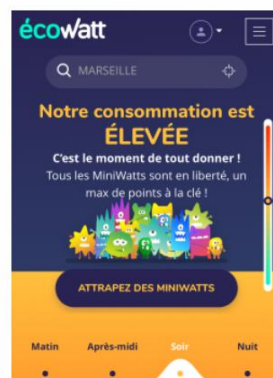 écowatt
MARSEILLE
Notre consommation est
ÉLEVÉE
C'est le moment de tout donner !
Tous les MiniWatts sont en liberté, un
max de points à la clé !
ATTRAPEZ DES MINIWATTS
Matin Après-midi Soir Nuit